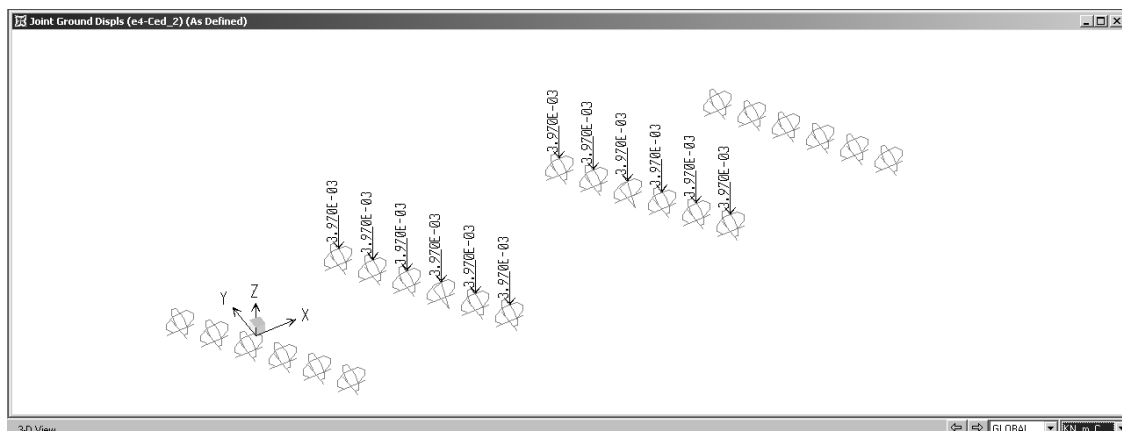 Joint Ground Displs (e4-Ced_2) (As Defined)
3.970E-03
3.970E-03
3.970E-03
3.970E-03
3.970E-03
3.970E-03
3.970E-03
3.970E-03
3.970E-03
3.970E-03
3.970E-03
3.970E-03
Y
Z
X
3-D View
GLOBAL
KN, m, C